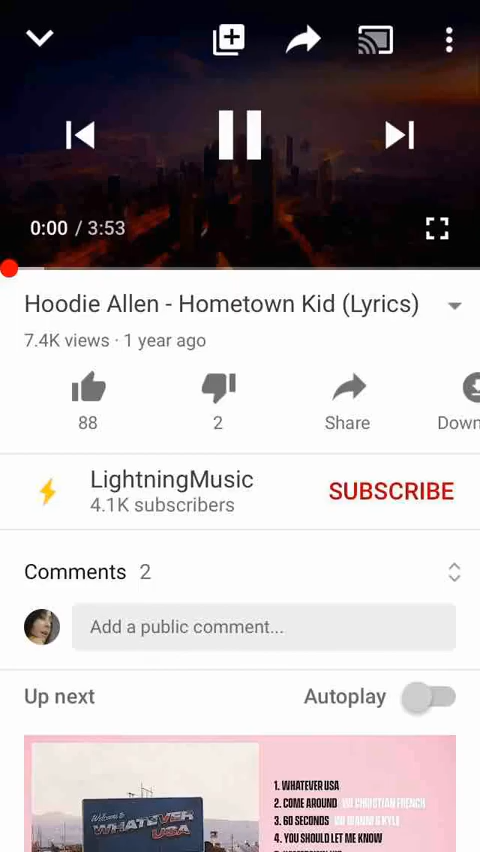 0:00 / 3:53
Hoodie Allen - Hometown Kid (Lyrics)
7.4K views · 1 year ago
88
2
Share
Down
LightningMusic
4.1K subscribers
SUBSCRIBE
Comments 2
Add a public comment...
Up next
Autoplay
Welcome to
WHATEVER
USA
1. WHATEVER USA
2. COME AROUND W/ CHRISTIAN FRENCH
3. 60 SECONDS
4. YOU SHOULD LET ME KNOW